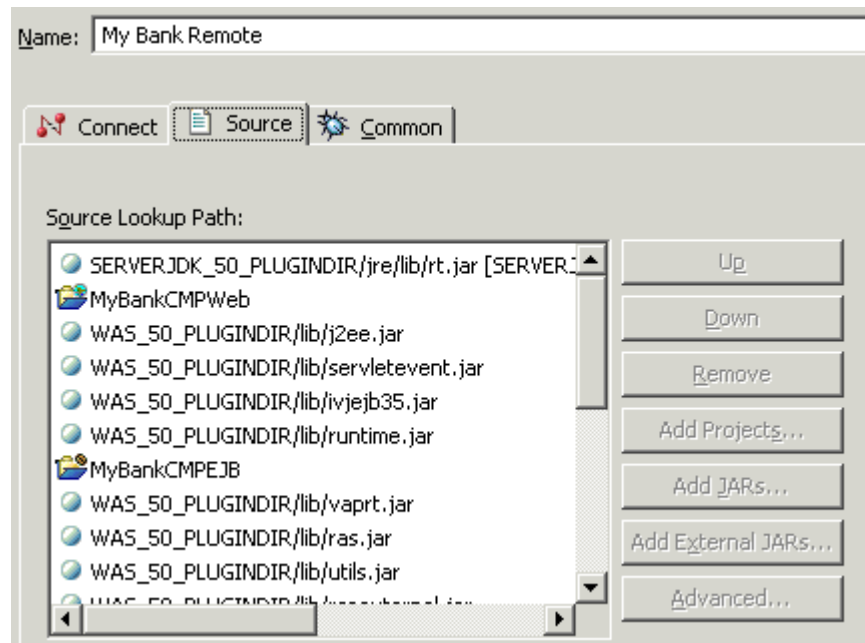 Name: My Bank Remote
Connect Source Common
Source Lookup Path:
SERVERJDK_50_PLUGINDIR/jre/lib/rt.jar [SERVERJ
MyBankCMPWeb
WAS_50_PLUGINDIR/lib/j2ee.jar
WAS_50_PLUGINDIR/lib/servletevent.jar
WAS_50_PLUGINDIR/lib/ivjejb35.jar
WAS_50_PLUGINDIR/lib/runtime.jar
MyBankCMPEJB
WAS_50_PLUGINDIR/lib/vaprt.jar
WAS_50_PLUGINDIR/lib/ras.jar
WAS_50_PLUGINDIR/lib/utils.jar
Up
Down
Remove
Add Projects...
Add JARs...
Add External JARs...
Advanced...